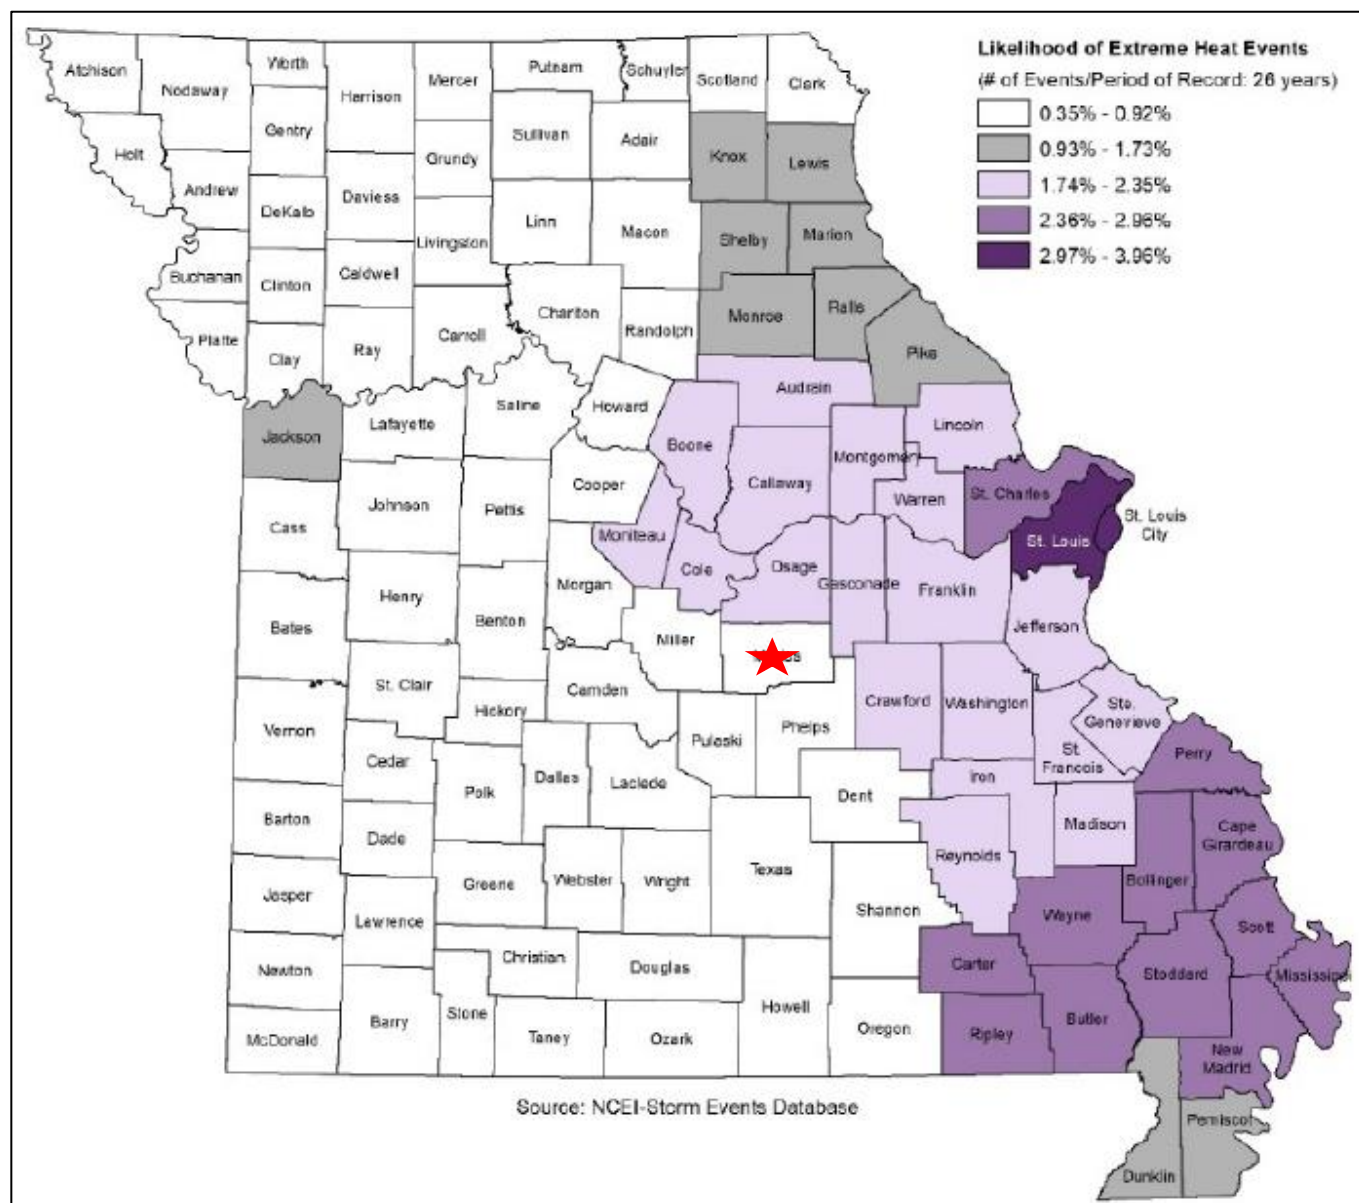 Likelihood of Extreme Heat Events
(# of Events/Period of Record: 26 years)
0.35% - 0.92%
0.93% - 1.73%
1.74% - 2.35%
2.36% - 2.96%
2.97% - 3.96%
Atchison
Nodaway
Worth
Harrison
Mercer
Putnam
Schuyler
Scotland
Clark
Holt
Gentry
Sullivan
Adair
Knox
Lewis
Andrew
DeKalb
Daviess
Grundy
Linn
Macon
Shelby
Marion
Buchanan
Clinton
Caldwell
Livingston
Chariton
Randolph
Monroe
Ralls
Pike
Platte
Clay
Ray
Carroll
Jackson
Lafayette
Saline
Howard
Boone
Audrain
Callaway
Montgomery
Lincoln
Warren
St. Charles
St. Louis
St. Louis
City
Cass
Johnson
Pettis
Cooper
Moniteau
Cole
Osage
Gasconade
Franklin
Jefferson
Bates
Henry
Benton
Morgan
Miller
St. Clair
Camden
Hickory
Pulaski
Phelps
Crawford
Washington
Ste.
Genevieve
St.
Francois
Perry
Vernon
Cedar
Polk
Dallas
Laclede
Dent
Iron
Madison
Cape
Girardeau
Bollinger
Barton
Dade
Greene
Webster
Wright
Texas
Reynolds
Shannon
Wayne
Scott
Mississippi
Jasper
Lawrence
Christian
Douglas
Howell
Carter
Stoddard
Newton
Barry
Stone
Taney
Ozark
Oregon
Ripley
Butler
New
Madrid
McDonald
Pemiscot
Dunklin
Source: NCEI-Storm Events Database